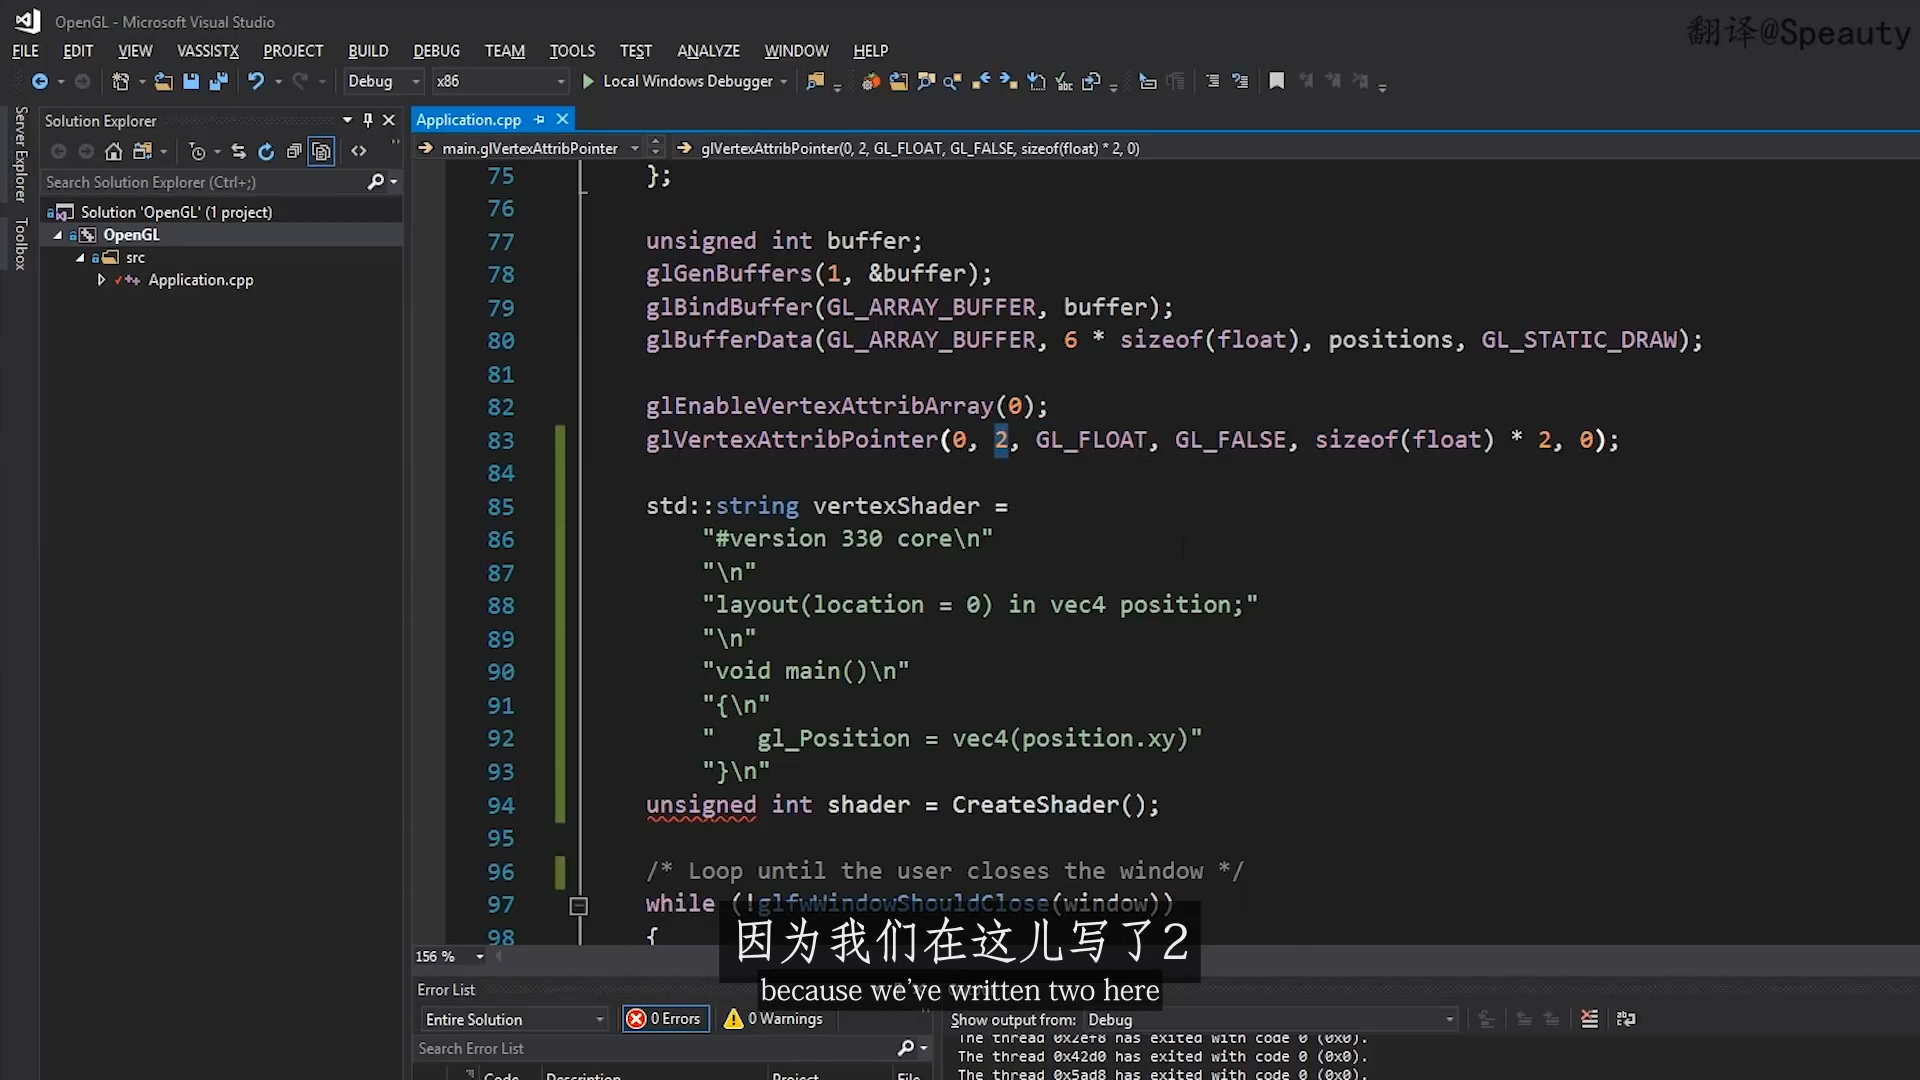 OpenGL - Microsoft Visual Studio
翻译@Speauty
FILE EDIT VIEW VASSISTX PROJECT BUILD DEBUG TEAM TOOLS TEST ANALYZE WINDOW HELP
Debug x86 Local Windows Debugger
Server Explorer
Toolbox
Solution Explorer
Search Solution Explorer (Ctrl+;)
Solution 'OpenGL' (1 project)
OpenGL
src
Application.cpp
Application.cpp
main.glVertexAttribPointer glVertexAttribPointer(0, 2, GL_FLOAT, GL_FALSE, sizeof(float) * 2, 0)
75 };
76
77 unsigned int buffer;
78 glGenBuffers(1, &buffer);
79 glBindBuffer(GL_ARRAY_BUFFER, buffer);
80 glBufferData(GL_ARRAY_BUFFER, 6 * sizeof(float), positions, GL_STATIC_DRAW);
81
82 glEnableVertexAttribArray(0);
83 glVertexAttribPointer(0, 2, GL_FLOAT, GL_FALSE, sizeof(float) * 2, 0);
84
85 std::string vertexShader =
86 "#version 330 core\n"
87 "\n"
88 "layout(location = 0) in vec4 position;"
89 "\n"
90 "void main()\n"
91 "{\n"
92 "   gl_Position = vec4(position.xy)"
93 "}\n"
94 unsigned int shader = CreateShader();
95
96 /* Loop until the user closes the window */
97 while (!glfwWindowShouldClose(window))
98 {
因为我们在这儿写了2
because we've written two here
156 %
Error List
Entire Solution 0 Errors 0 Warnings
Search Error List
Code Description Project File
Show output from: Debug
The thread 0x2ef8 has exited with code 0 (0x0).
The thread 0x42d0 has exited with code 0 (0x0).
The thread 0x5ad8 has exited with code 0 (0x0).